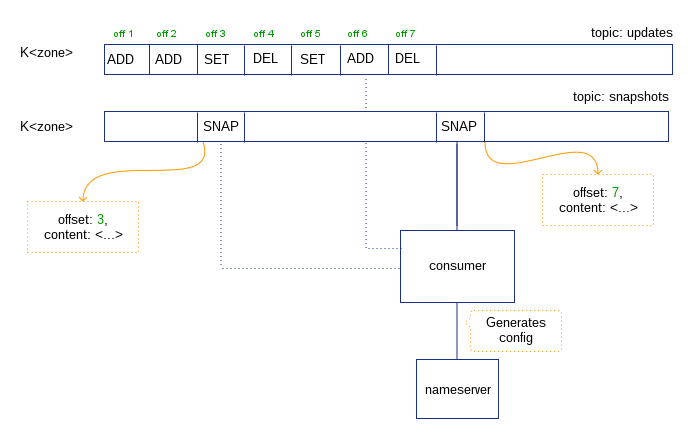 off 1 off 2 off 3 off 4 off 5 off 6 off 7
topic: updates
K<zone>
ADD ADD SET DEL SET ADD DEL
topic: snapshots
K<zone>
SNAP SNAP
offset: 3,
content: <...>
offset: 7,
content: <...>
consumer
Generates
config
nameserver